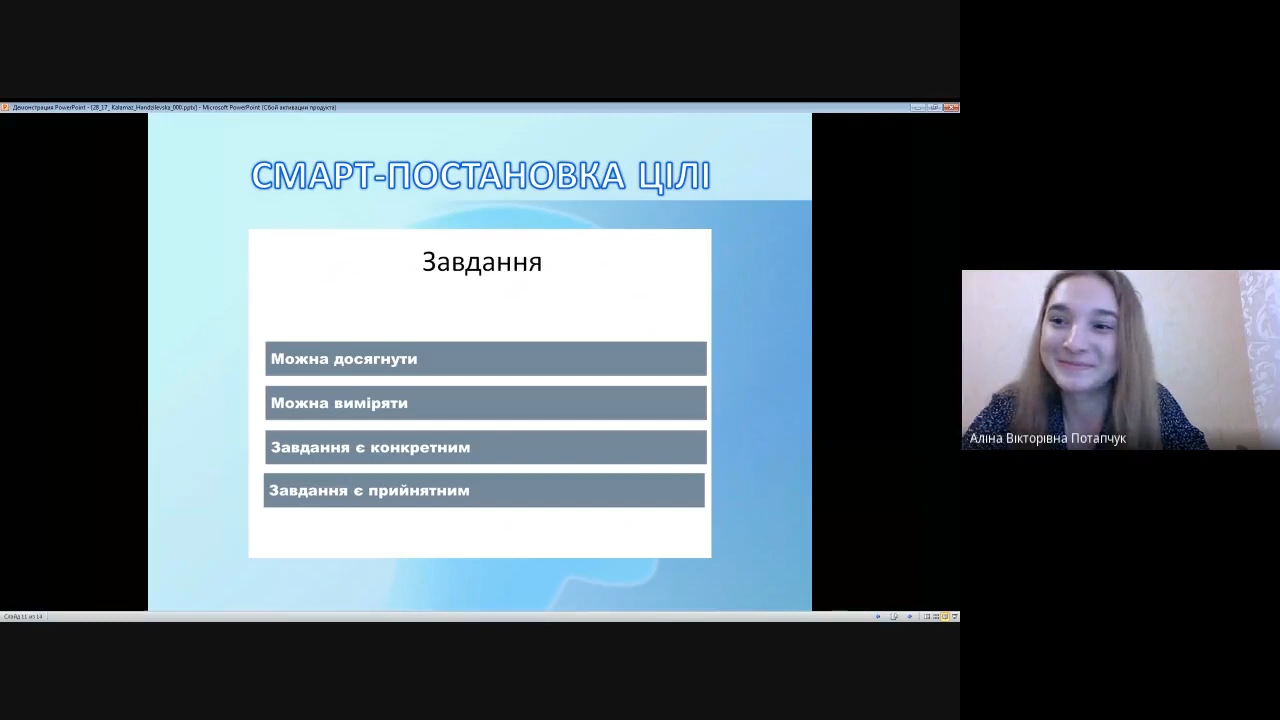 Демонстрация PowerPoint - [28_17_ Kalamaz_Handzilevska_000.pptx] - Microsoft PowerPoint (Сбой активации продукта)
СМАРТ-ПОСТАНОВКА ЦІЛІ
Завдання
Можна досягнути
Можна виміряти
Завдання є конкретним
Завдання є прийнятним
Аліна Вікторівна Потапчук
Слайд 11 из 14